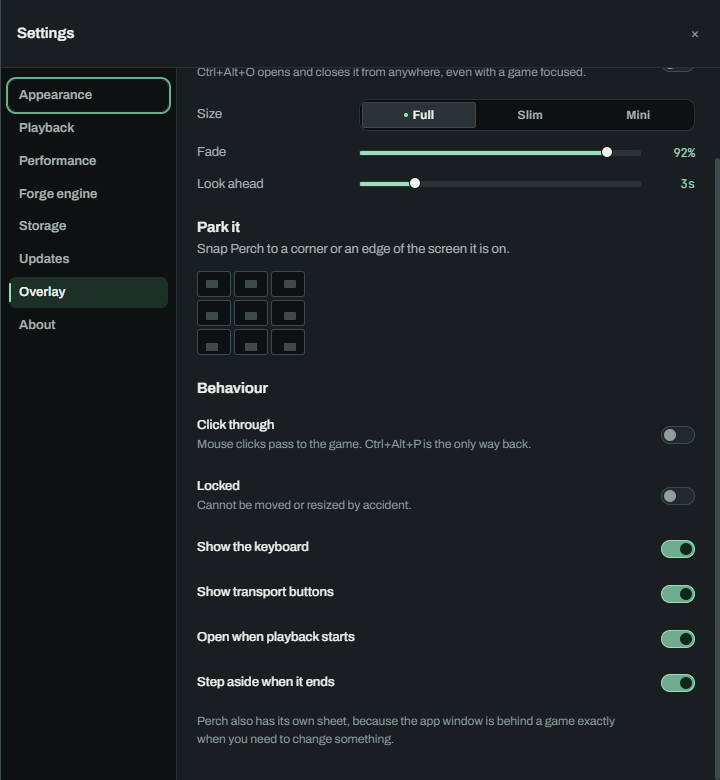 Settings
×
Ctrl+Alt+O opens and closes it from anywhere, even with a game focused.
Appearance
Playback
Performance
Forge engine
Storage
Updates
Overlay
About
Size
Full
Slim
Mini
Fade
92%
Look ahead
3s
Park it
Snap Perch to a corner or an edge of the screen it is on.
Behaviour
Click through
Mouse clicks pass to the game. Ctrl+Alt+P is the only way back.
Locked
Cannot be moved or resized by accident.
Show the keyboard
Show transport buttons
Open when playback starts
Step aside when it ends
Perch also has its own sheet, because the app window is behind a game exactly
when you need to change something.